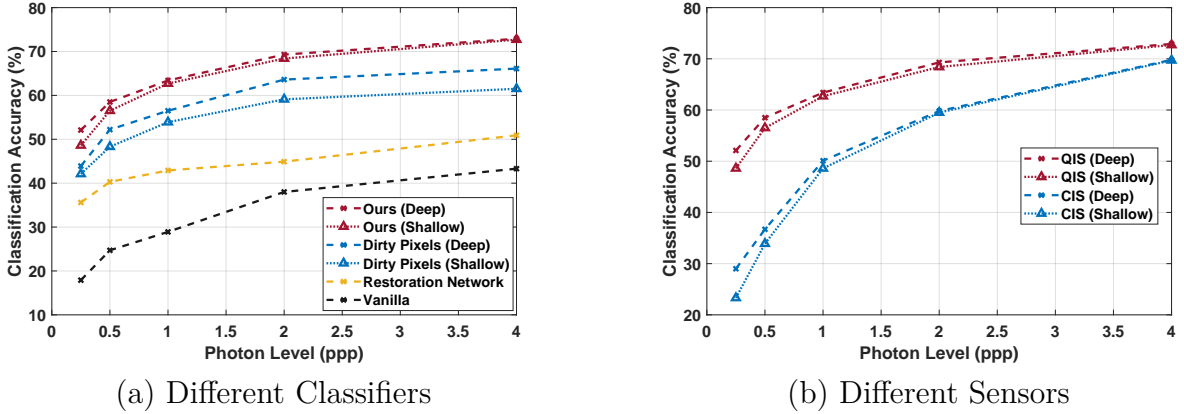 80
70
60
50
40
30
20
10
0 0.5 1 1.5 2 2.5 3 3.5 4
Classification Accuracy (%)
Photon Level (ppp)
Ours (Deep)
Ours (Shallow)
Dirty Pixels (Deep)
Dirty Pixels (Shallow)
Restoration Network
Vanilla
(a) Different Classifiers
80
70
60
50
40
30
20
0 0.5 1 1.5 2 2.5 3 3.5 4
Classification Accuracy (%)
Photon Level (ppp)
QIS (Deep)
QIS (Shallow)
CIS (Deep)
CIS (Shallow)
(b) Different Sensors